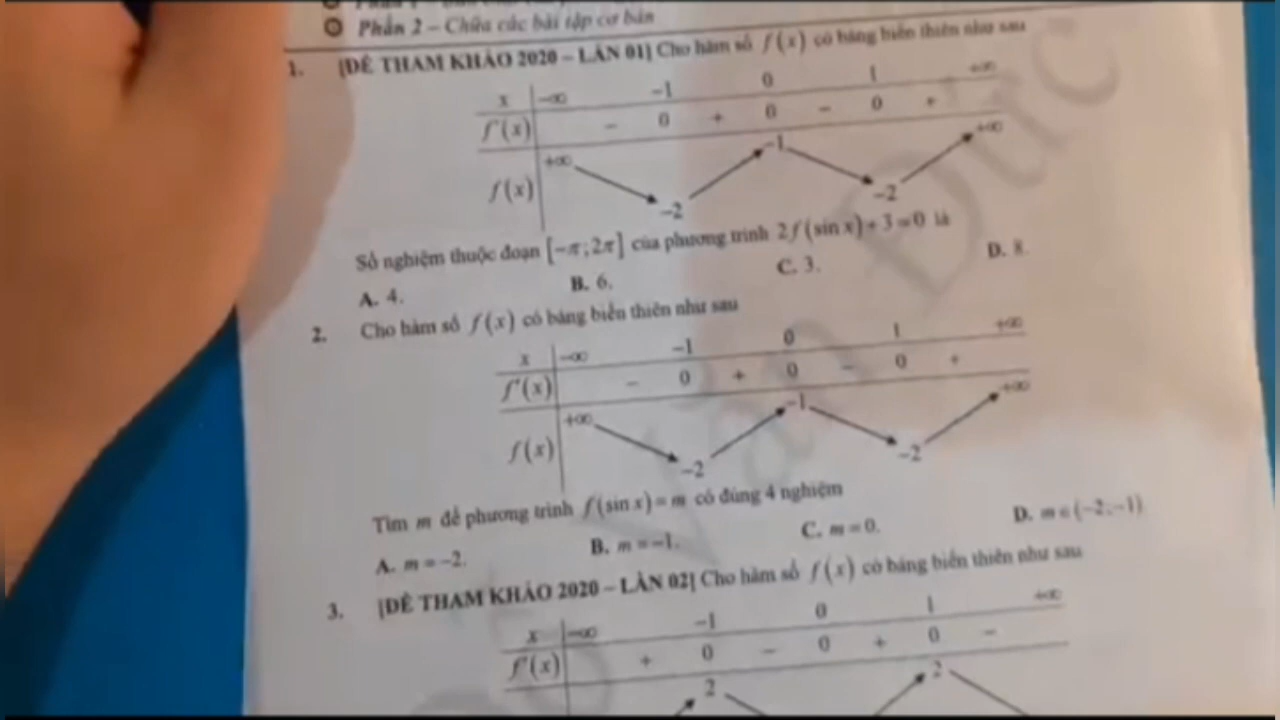 Phần 2 – Chữa các bài tập cơ bản
1. [ĐỀ THAM KHẢO 2020 – LẦN 01] Cho hàm số f(x) có bảng biến thiên như sau
x −∞ −1 0 1 +∞
f'(x) − 0 + 0 − 0 +
+∞ −1 +∞
f(x)
−2 −2
Số nghiệm thuộc đoạn [−π; 2π] của phương trình 2f(sin x)+3=0 là
A. 4. B. 6. C. 3. D. 8.
2. Cho hàm số f(x) có bảng biến thiên như sau
x −∞ −1 0 1 +∞
f'(x) − 0 + 0 − 0 +
+∞ −1 +∞
f(x)
−2 −2
Tìm m để phương trình f(sin x)=m có đúng 4 nghiệm
A. m = −2. B. m = −1. C. m = 0. D. m ∈ (−2; −1)
3. [ĐỀ THAM KHẢO 2020 – LẦN 02] Cho hàm số f(x) có bảng biến thiên như sau
x −∞ −1 0 1 +∞
f'(x) + 0 − 0 + 0 −
2 2
Văn Đức